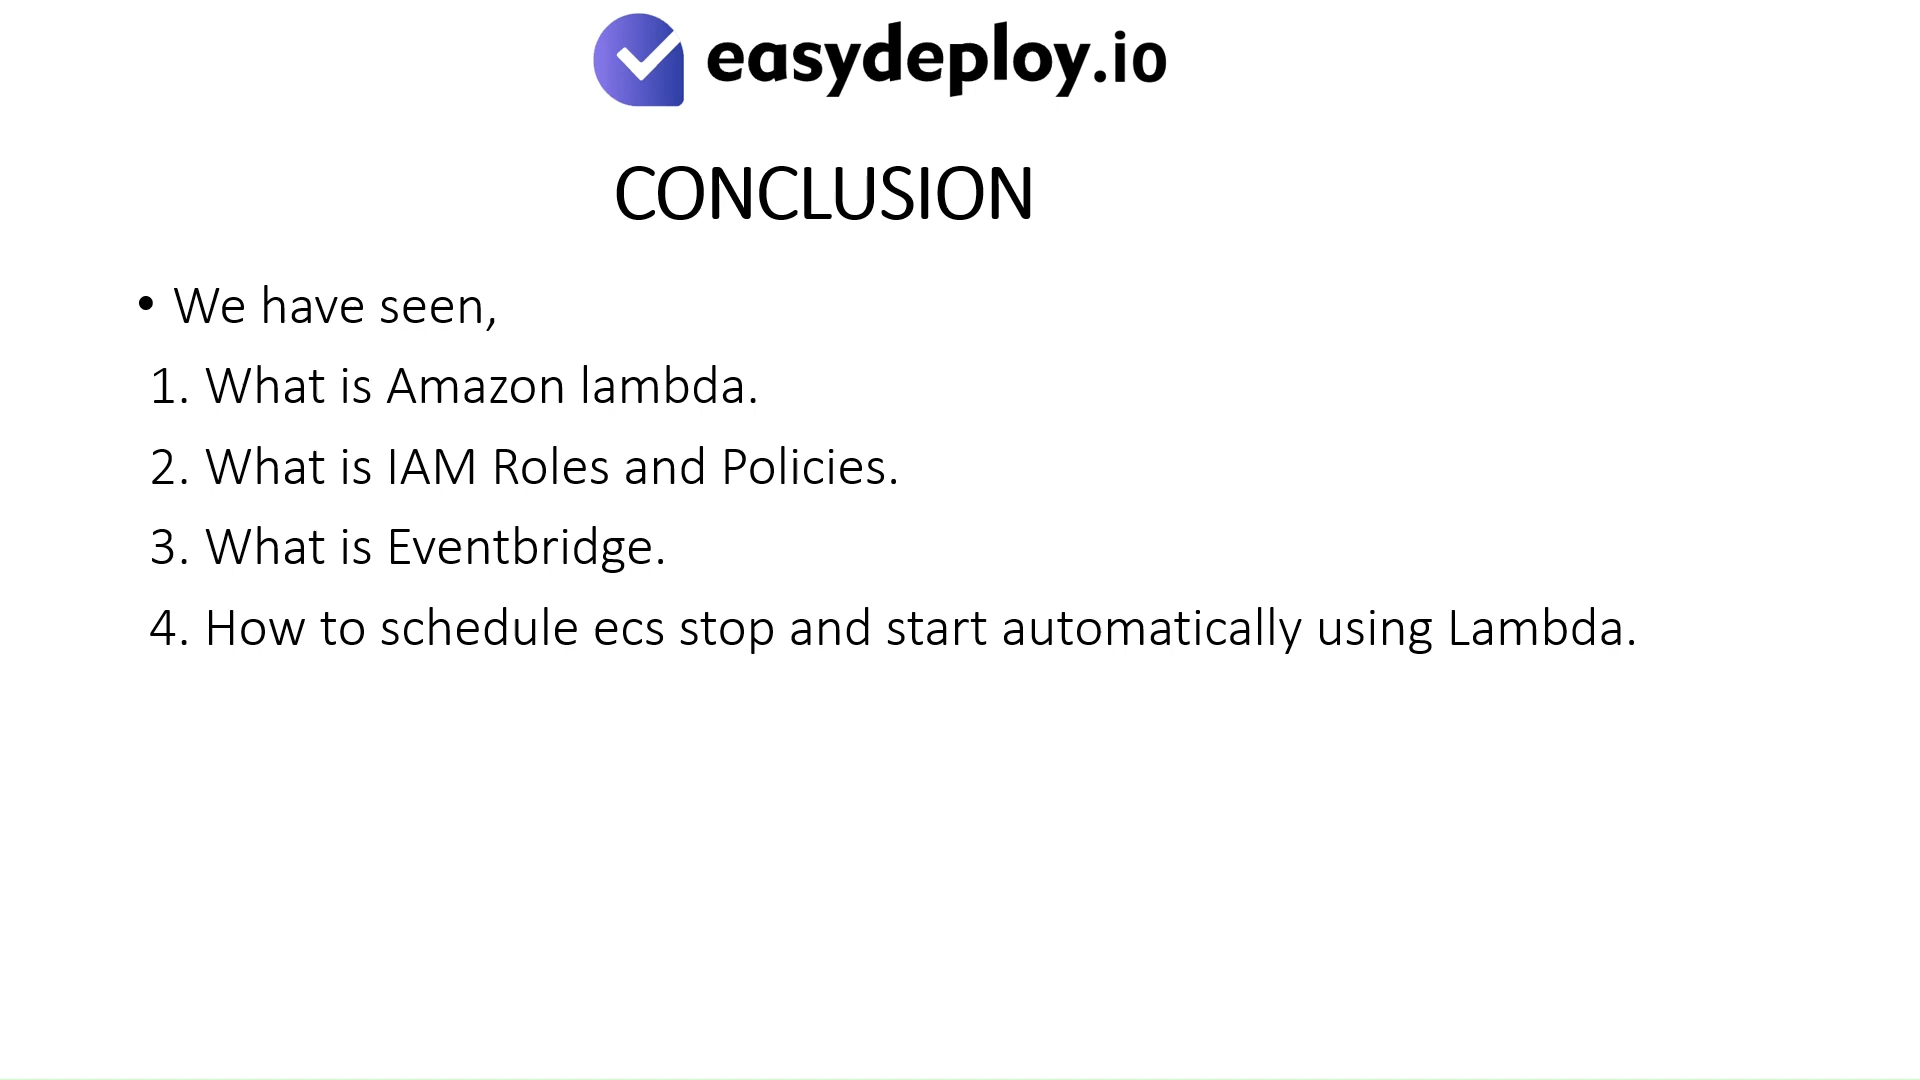 easydeploy.io
CONCLUSION
• We have seen,
1. What is Amazon lambda.
2. What is IAM Roles and Policies.
3. What is Eventbridge.
4. How to schedule ecs stop and start automatically using Lambda.